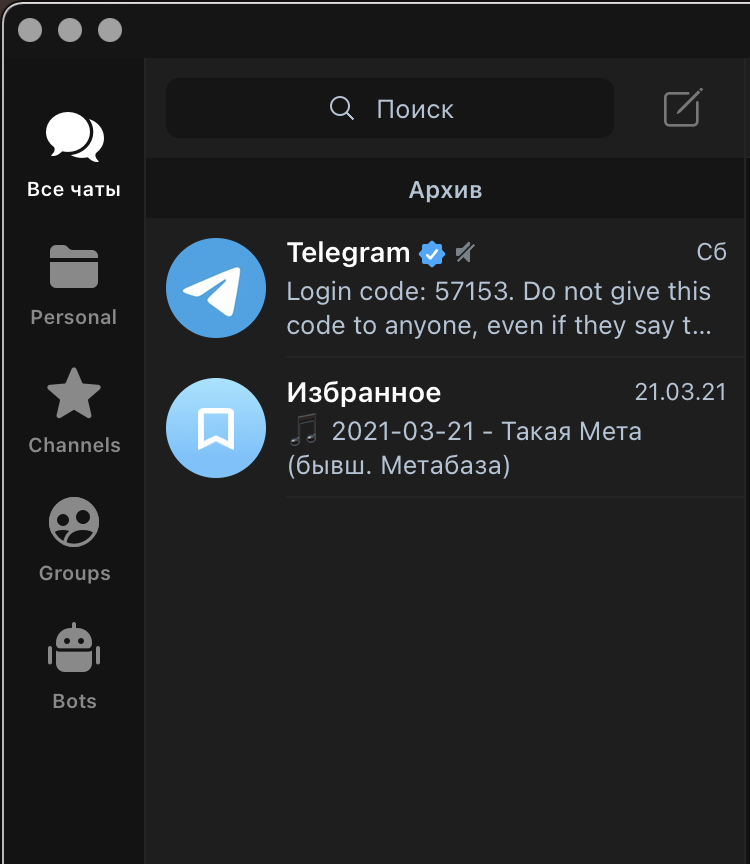 Поиск
Архив
Все чаты
Personal
Channels
Groups
Bots
Telegram Сб
Login code: 57153. Do not give this
code to anyone, even if they say t...
Избранное 21.03.21
2021-03-21 - Такая Мета
(бывш. Метабаза)